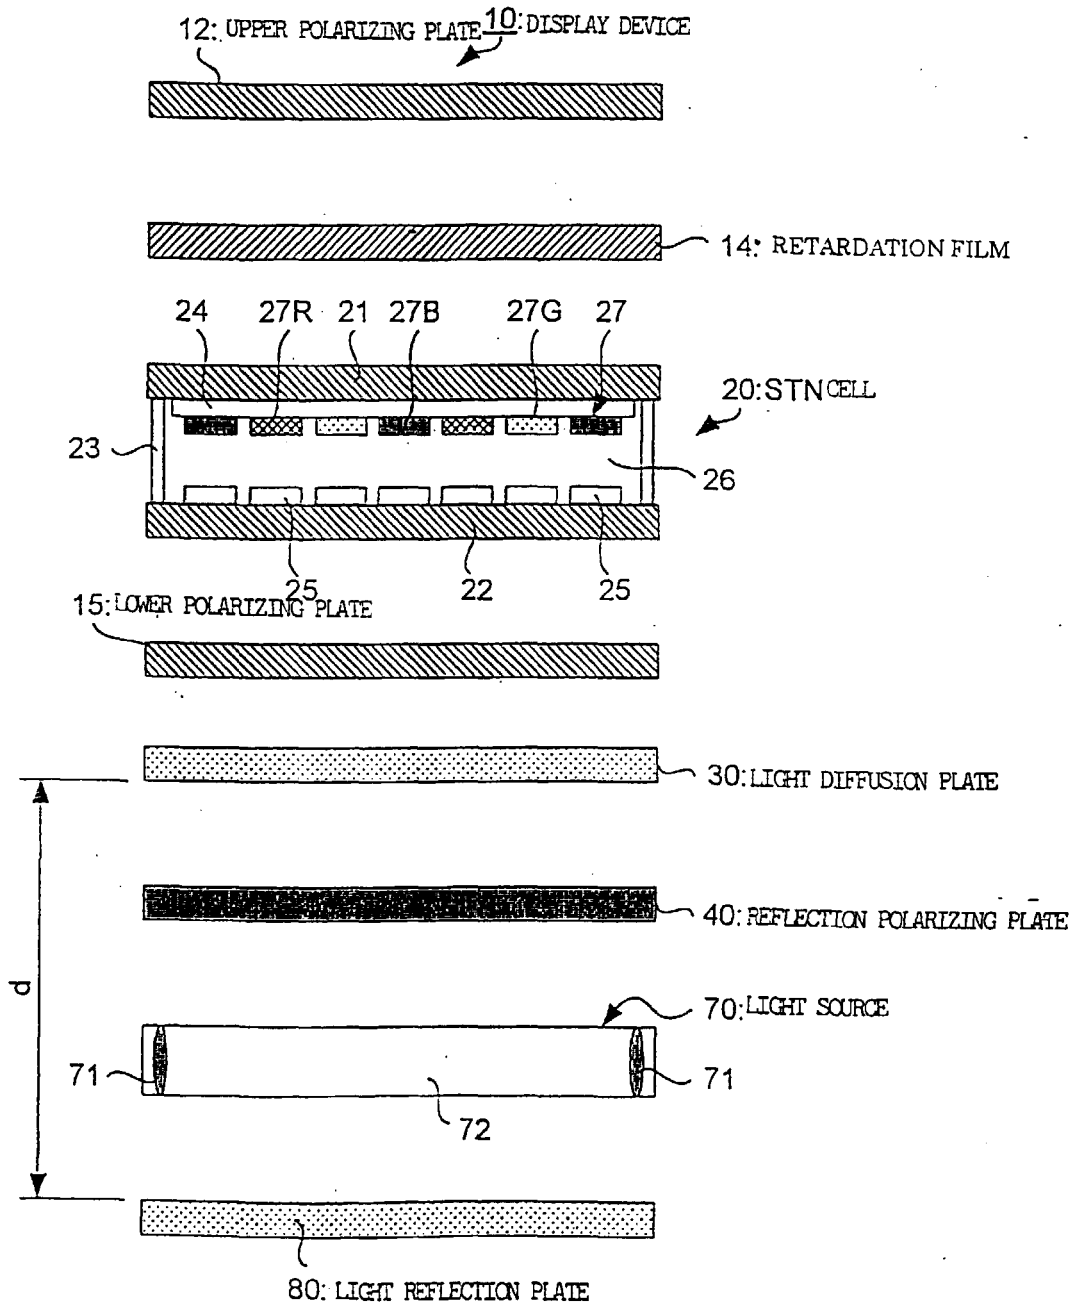 12: UPPER POLARIZING PLATE 10: DISPLAY DEVICE
14: RETARDATION FILM
24 27R 21 27B 27G 27
20: STN CELL
23
26
25 22 25
15: LOWER POLARIZING PLATE
30: LIGHT DIFFUSION PLATE
40: REFLECTION POLARIZING PLATE
d
70: LIGHT SOURCE
71 71
72
80: LIGHT REFLECTION PLATE